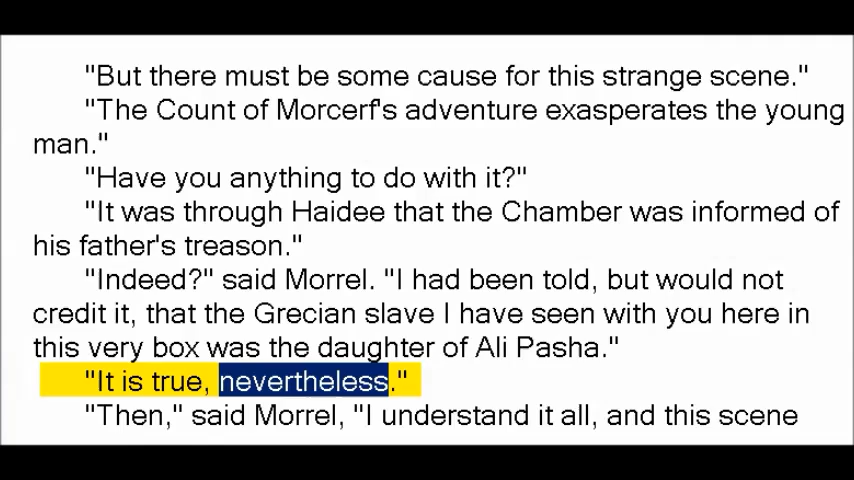 "But there must be some cause for this strange scene."
"The Count of Morcerf's adventure exasperates the young
man."
"Have you anything to do with it?"
"It was through Haidee that the Chamber was informed of
his father's treason."
"Indeed?" said Morrel. "I had been told, but would not
credit it, that the Grecian slave I have seen with you here in
this very box was the daughter of Ali Pasha."
"It is true, nevertheless."
"Then," said Morrel, "I understand it all, and this scene